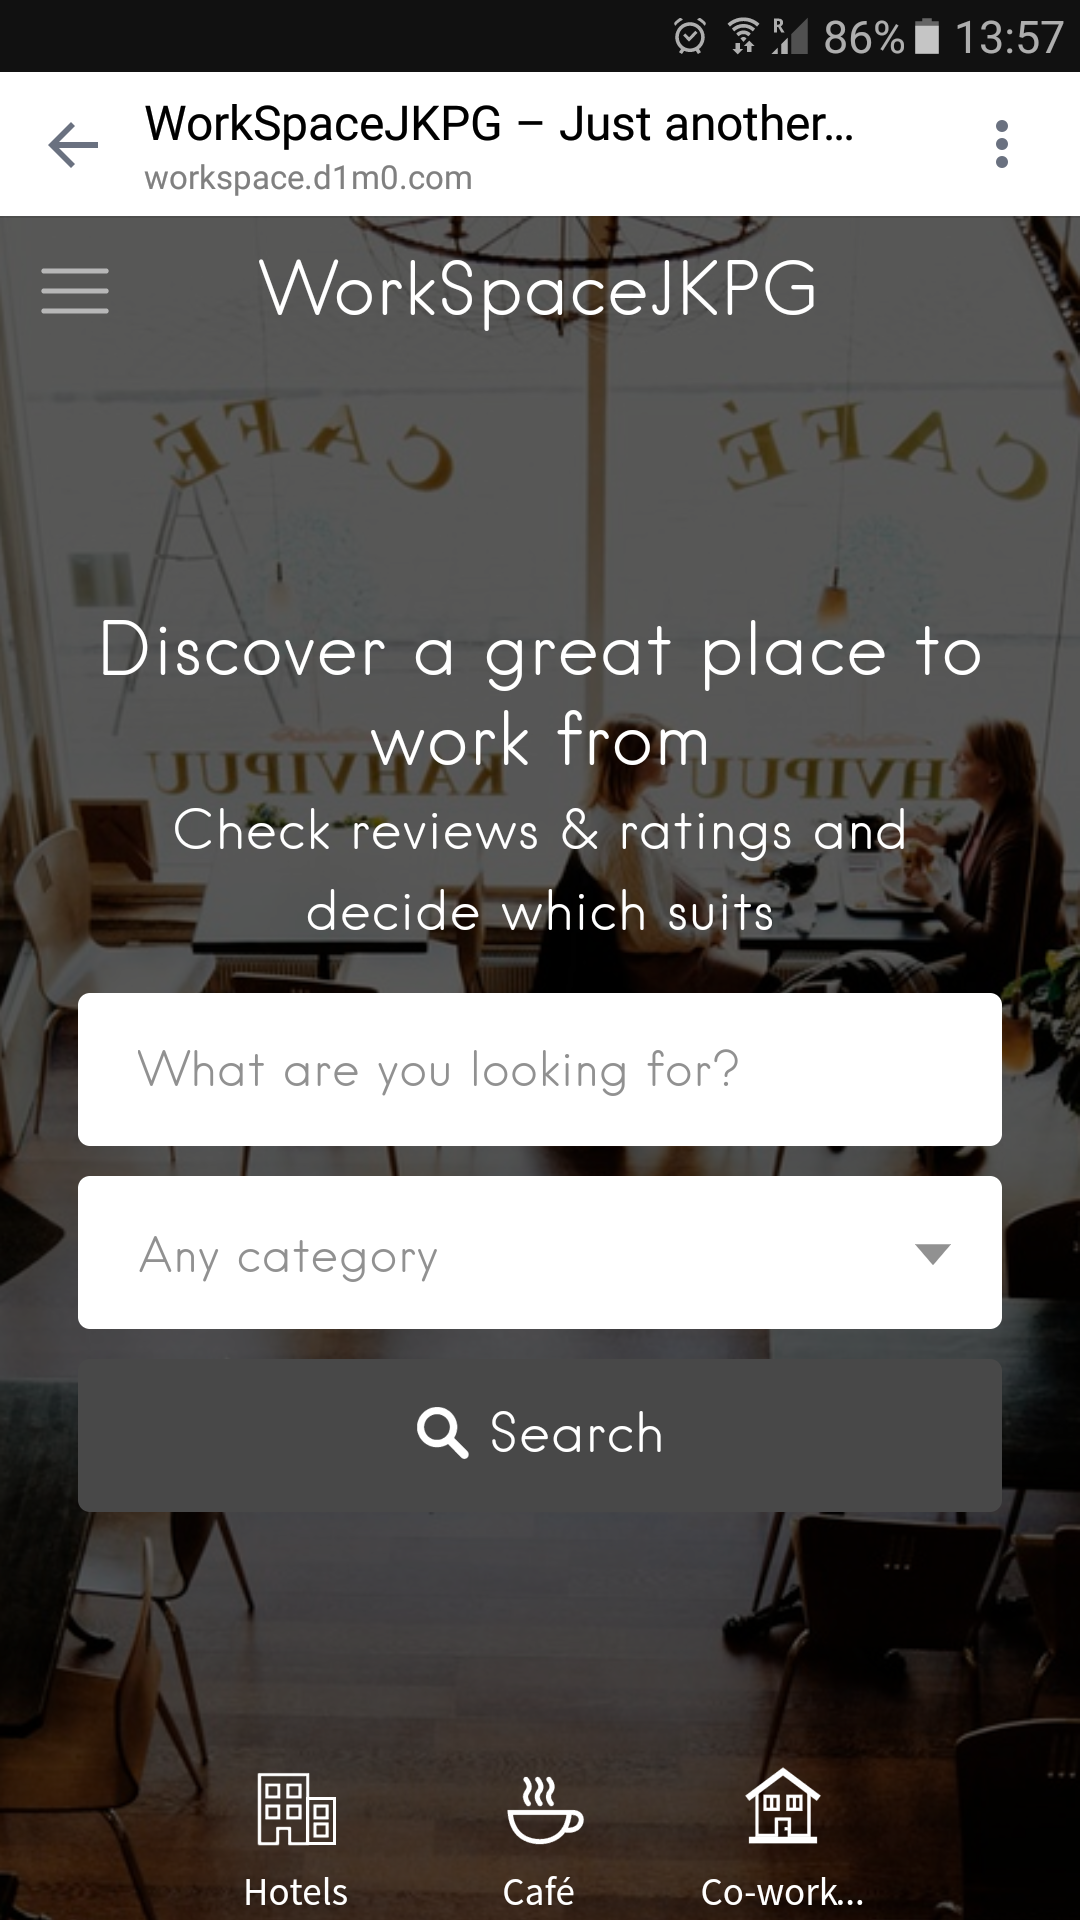 R 86% 13:57
WorkSpaceJKPG – Just another...
workspace.d1m0.com
WorkSpaceJKPG
CAFÉ CAFÉ
Discover a great place to
work from
KAHVIPUU
Check reviews & ratings and
decide which suits
What are you looking for?
Any category
Search
Hotels Café Co-work...